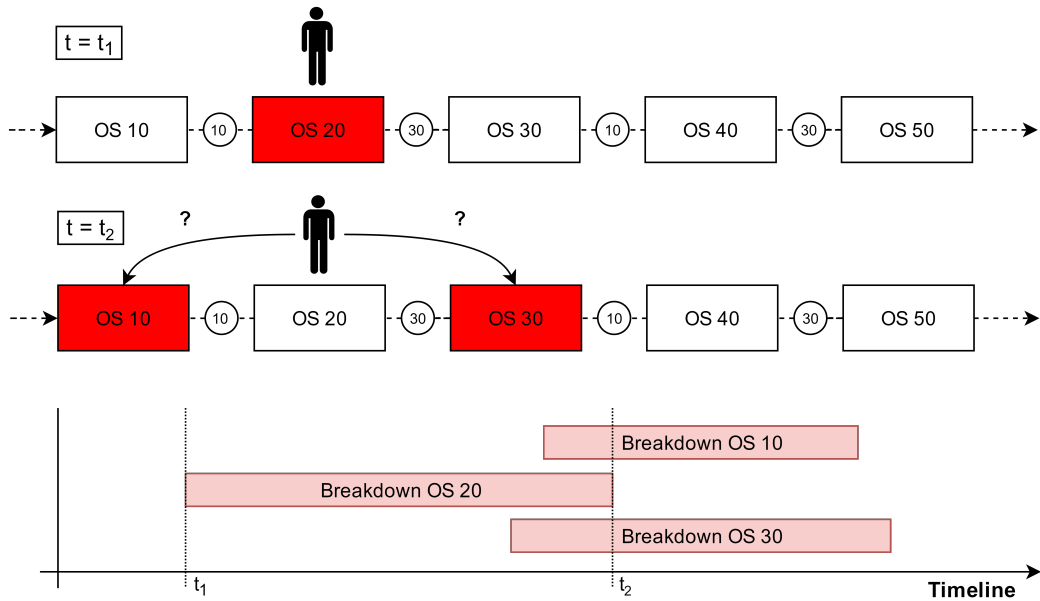 t = t1
OS 10
10
OS 20
30
OS 30
10
OS 40
30
OS 50
t = t2
?
?
OS 10
10
OS 20
30
OS 30
10
OS 40
30
OS 50
Breakdown OS 10
Breakdown OS 20
Breakdown OS 30
t1
t2
Timeline